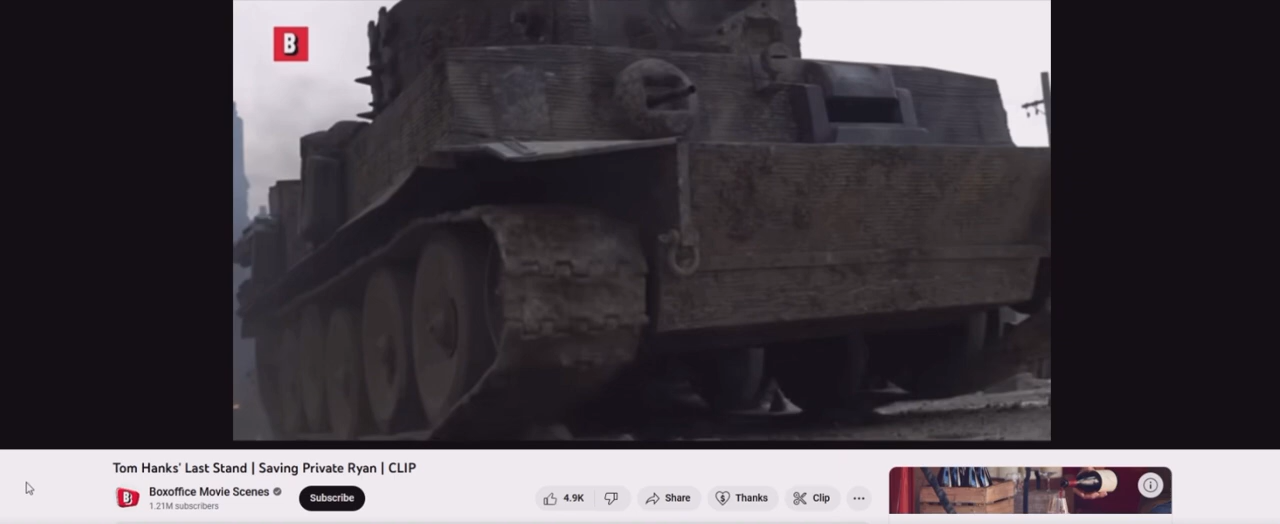 B
Tom Hanks' Last Stand | Saving Private Ryan | CLIP
B
Boxoffice Movie Scenes
1.21M subscribers
Subscribe
4.9K
Share
Thanks
Clip